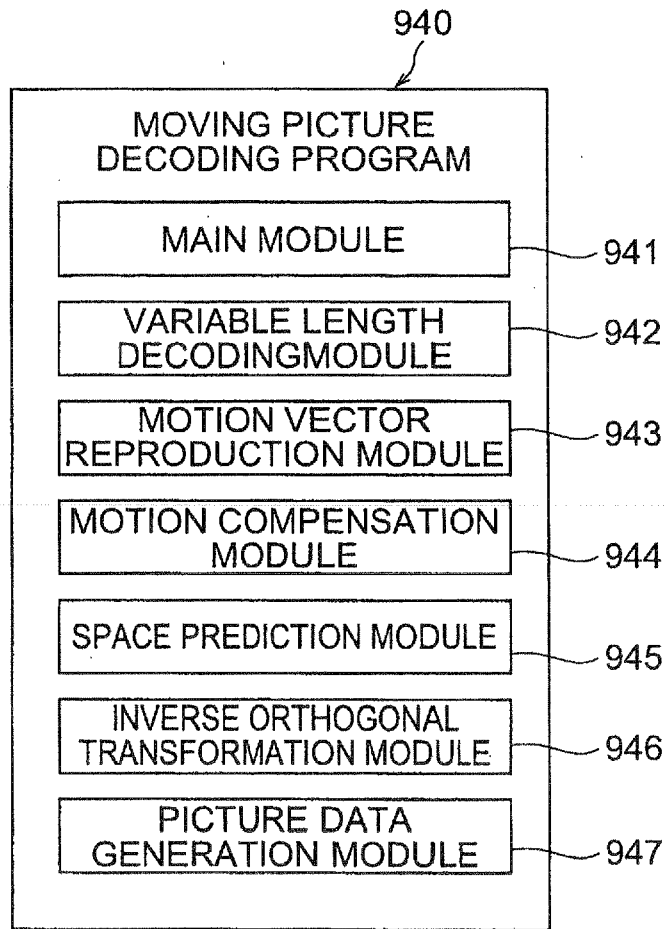 940
MOVING PICTURE
DECODING PROGRAM
MAIN MODULE
941
VARIABLE LENGTH
DECODINGMODULE
942
MOTION VECTOR
REPRODUCTION MODULE
943
MOTION COMPENSATION
MODULE
944
SPACE PREDICTION MODULE
945
INVERSE ORTHOGONAL
TRANSFORMATION MODULE
946
PICTURE DATA
GENERATION MODULE
947